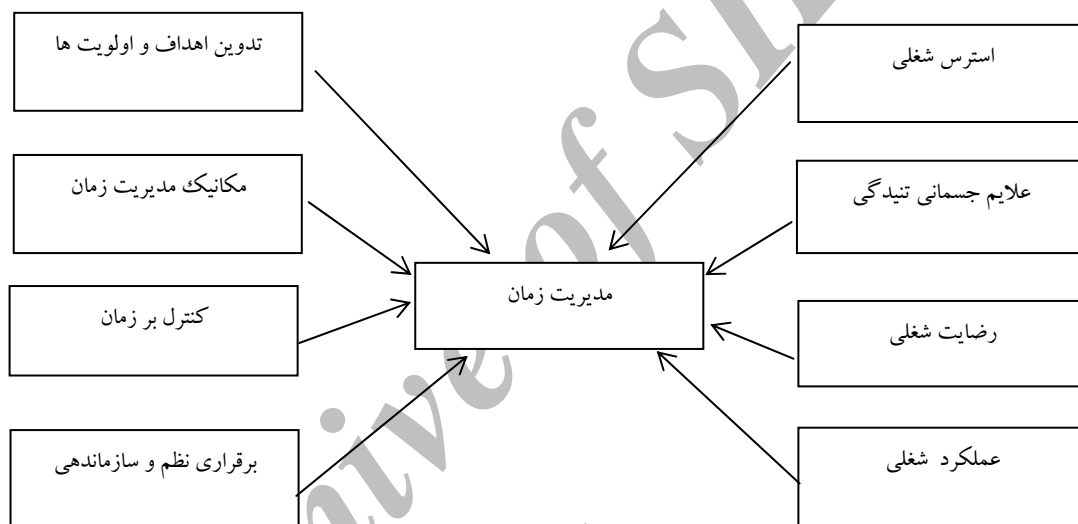 استرس شغلی
تدوین اهداف و اولویت ها
علایم جسمانی تنیدگی
مکانیک مدیریت زمان
مدیریت زمان
رضایت شغلی
کنترل بر زمان
عملکرد شغلی
برقراری نظم و سازماندهی